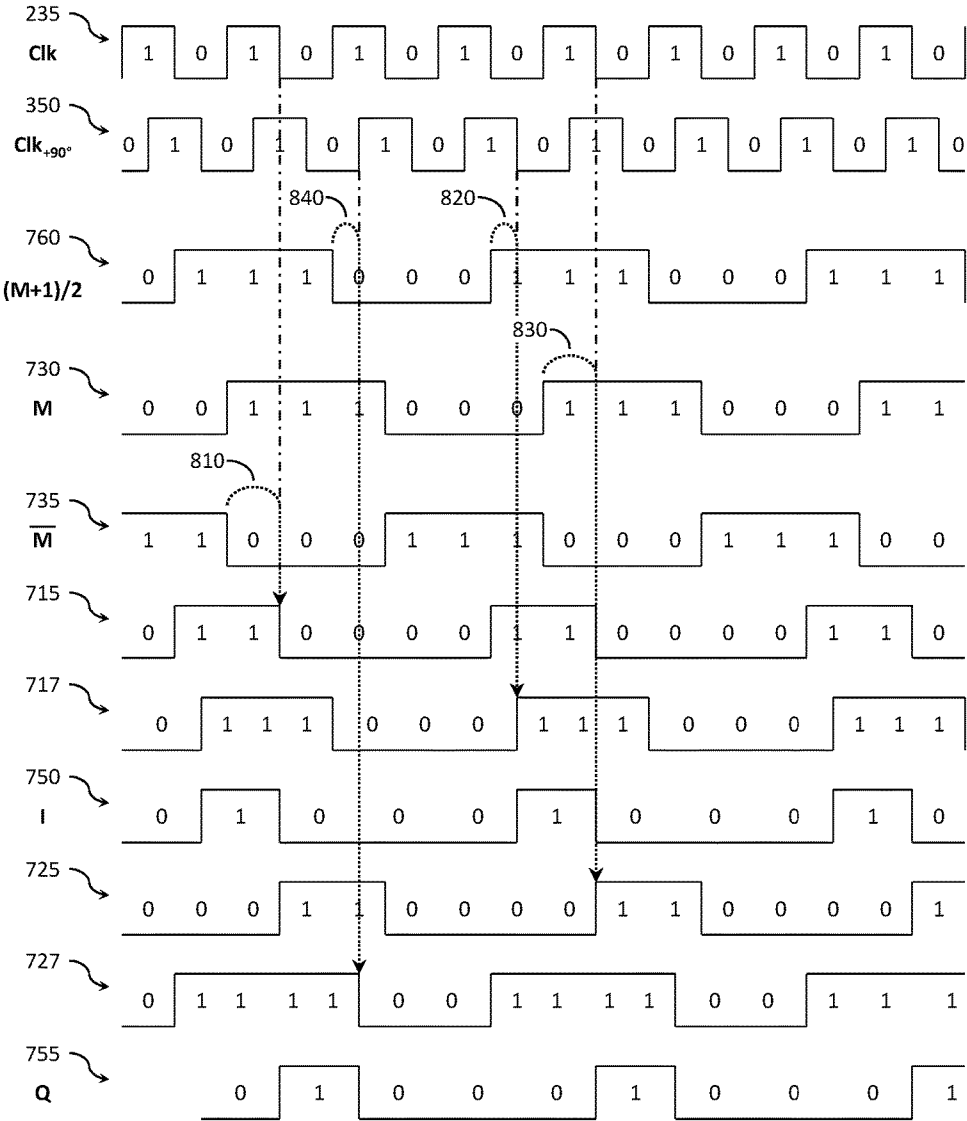 235
Clk 1 0 1 0 1 0 1 0 1 0 1 0 1 0 1 0
350
Clk+90° 0 1 0 1 0 1 0 1 0 1 0 1 0 1 0 1 0
840 820
760
(M+1)/2 0 1 1 1 0 0 0 1 1 1 0 0 0 1 1 1
830
730
M 0 0 1 1 1 0 0 0 1 1 1 0 0 0 1 1
810
735
M̅ 1 1 0 0 0 1 1 1 0 0 0 1 1 1 0 0
715
0 1 1 0 0 0 0 1 1 0 0 0 0 1 1 0
717
0 1 1 1 0 0 0 1 1 1 0 0 0 1 1 1
750
I 0 1 0 0 0 1 0 0 0 1 0
725
0 0 0 1 1 0 0 0 0 1 1 0 0 0 0 1
727
0 1 1 1 1 0 0 1 1 1 1 0 0 1 1 1
755
Q 0 1 0 0 0 1 0 0 0 1